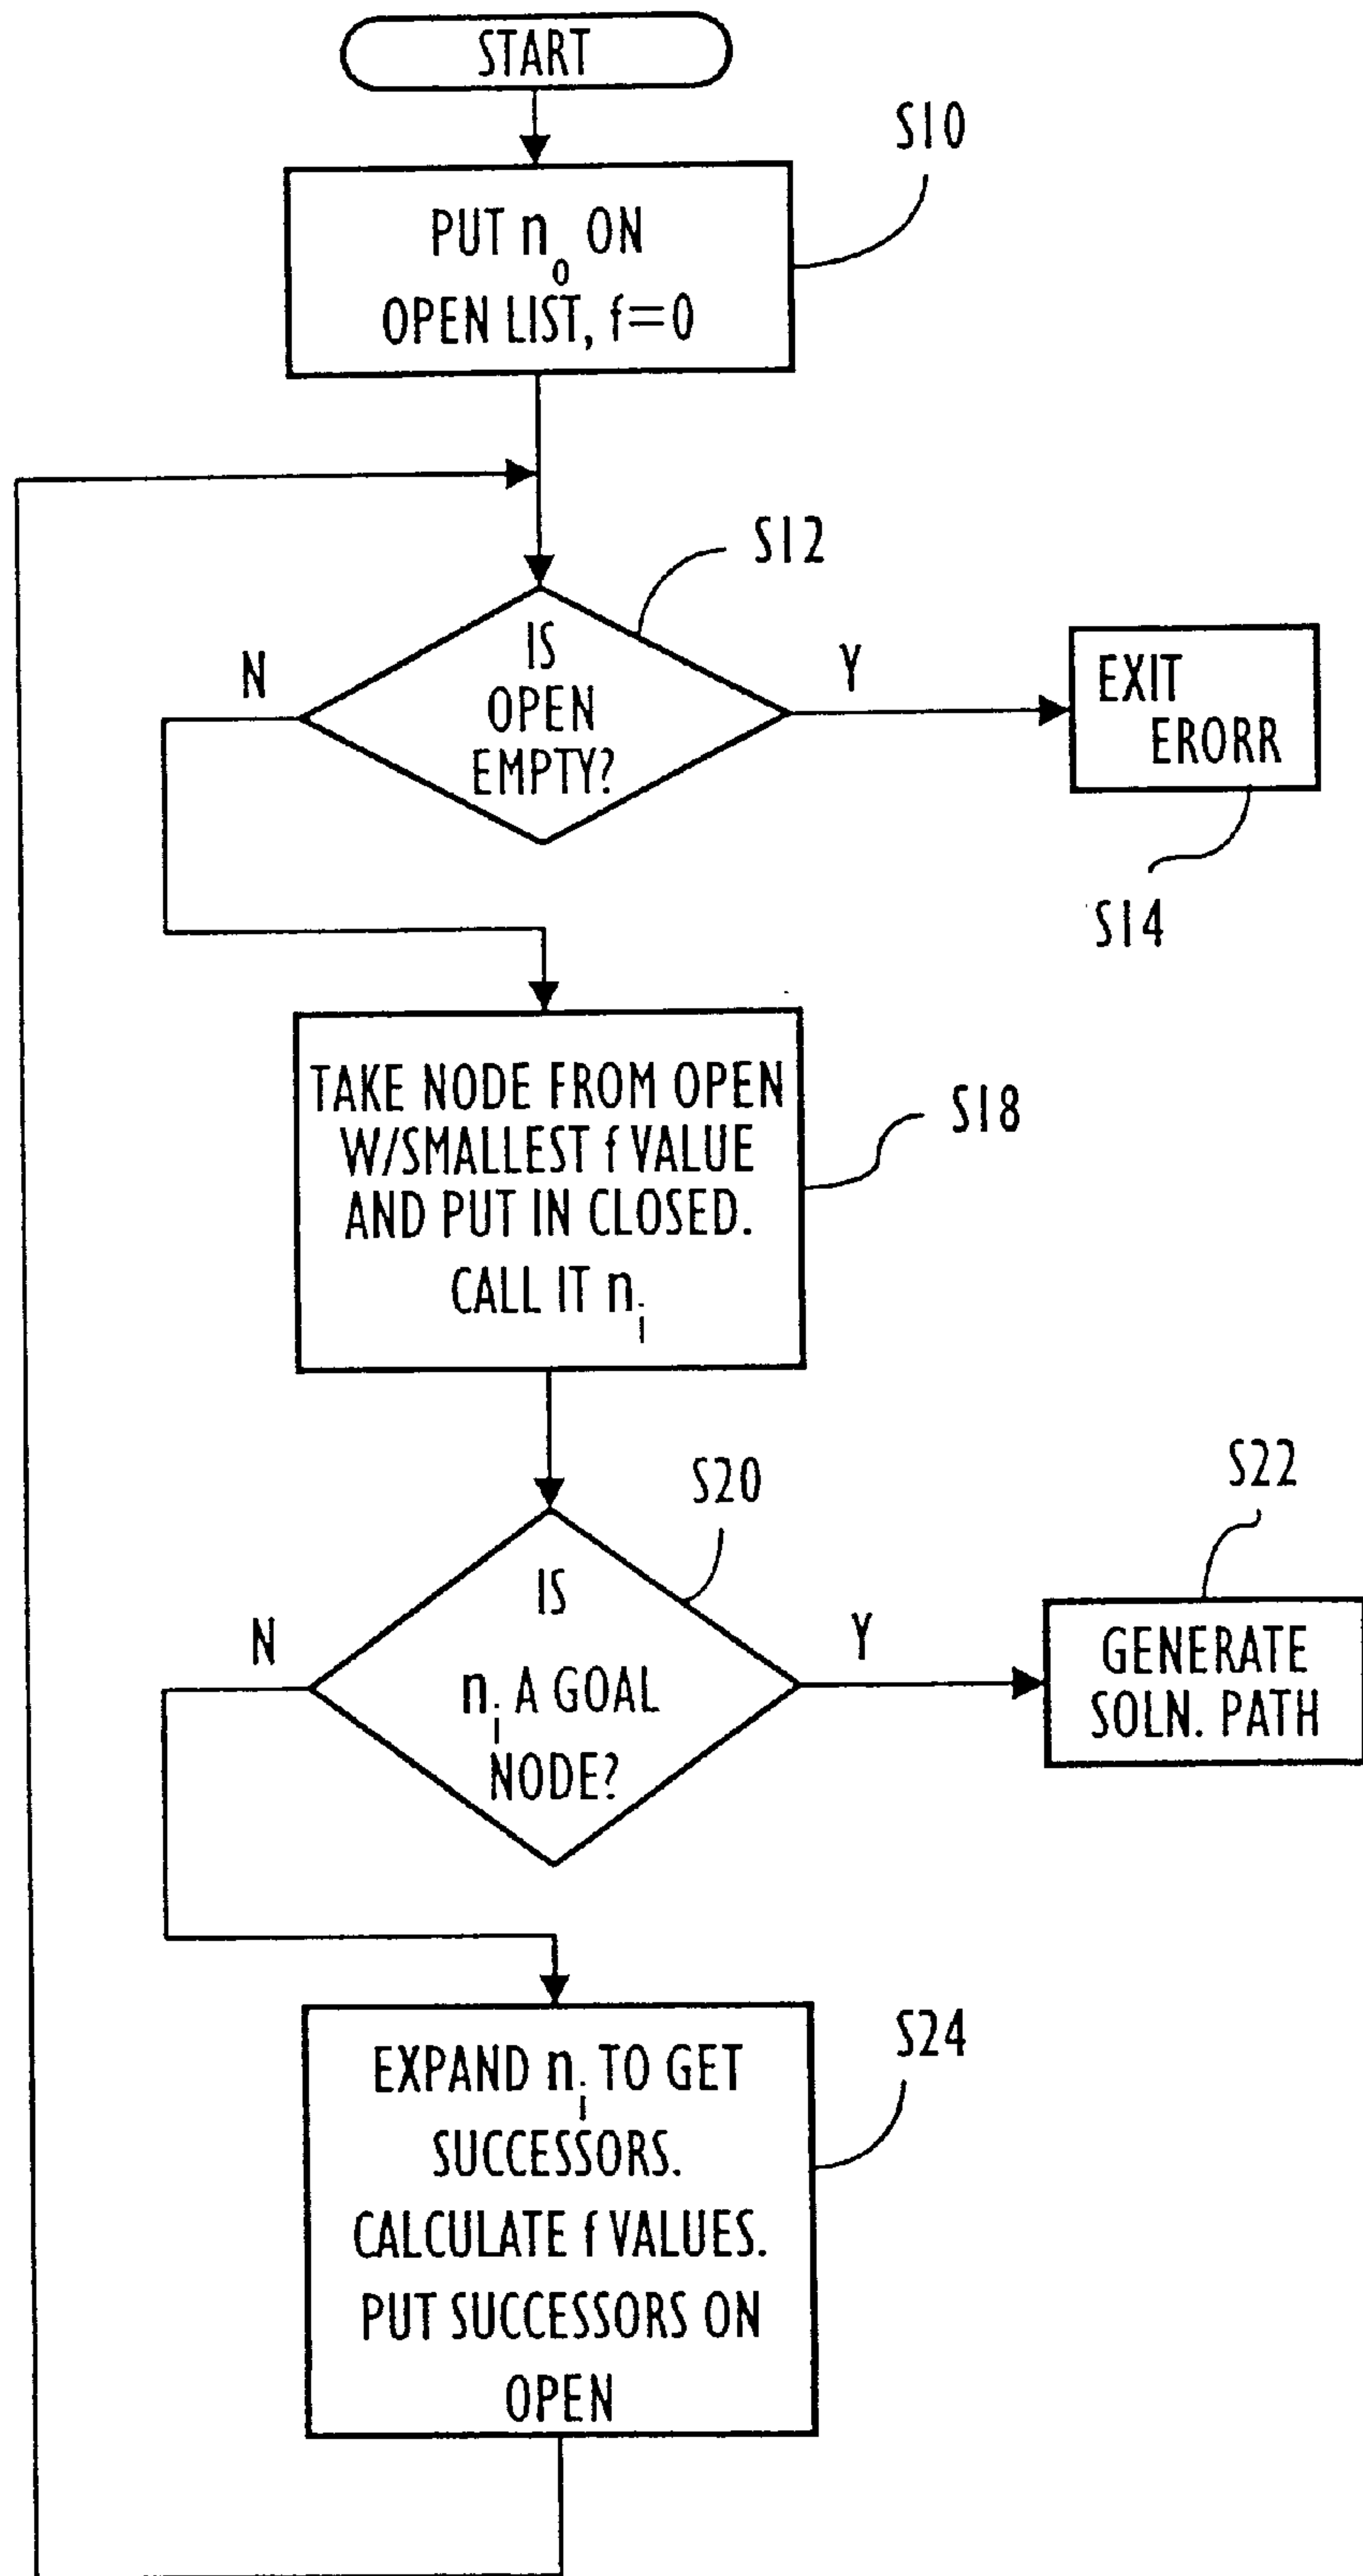 START
S10
PUT n₀ ON
OPEN LIST, f=0
S12
IS
OPEN
EMPTY?
N
Y
EXIT
ERORR
S14
TAKE NODE FROM OPEN
W/SMALLEST f VALUE
AND PUT IN CLOSED.
CALL IT nᵢ
S18
S20
IS
nᵢ A GOAL
NODE?
N
Y
S22
GENERATE
SOLN. PATH
EXPAND nᵢ TO GET
SUCCESSORS.
CALCULATE f VALUES.
PUT SUCCESSORS ON
OPEN
S24